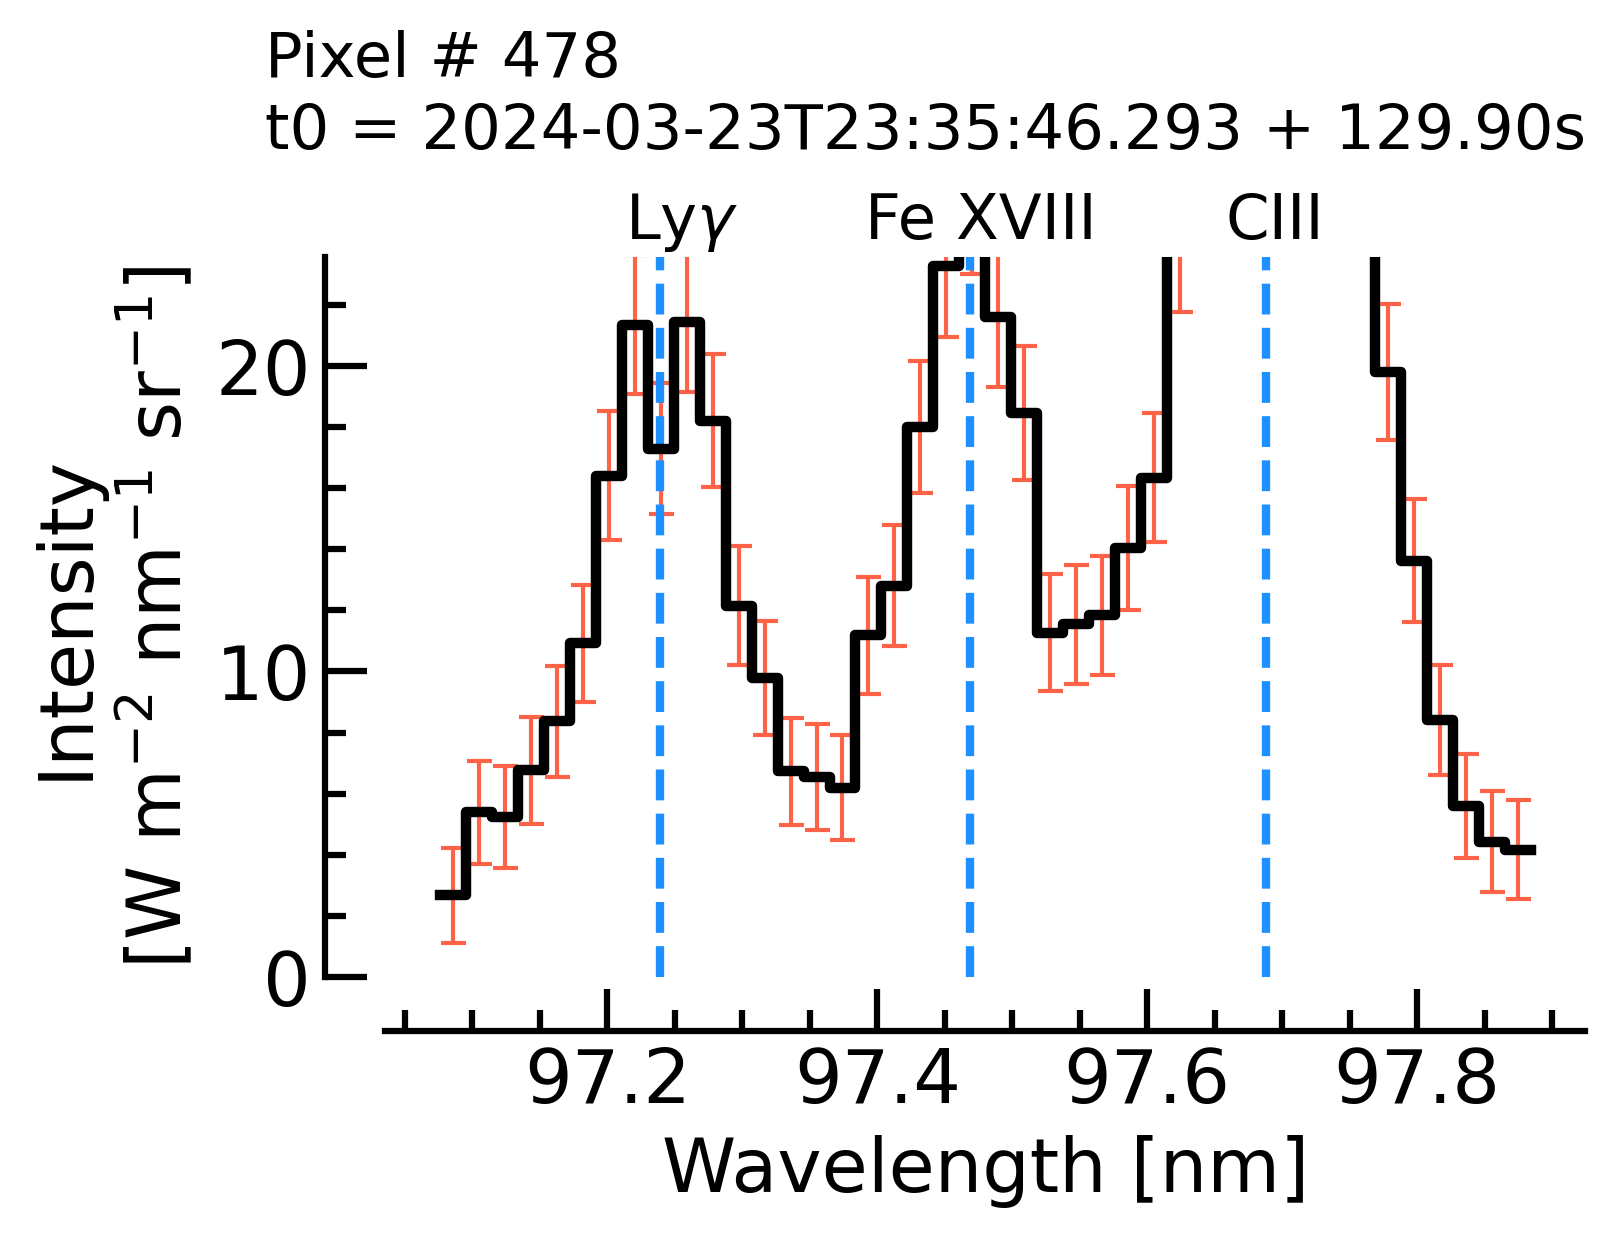 Pixel # 478
t0 = 2024-03-23T23:35:46.293 + 129.90s
Lyγ Fe XVIII CIII
Intensity
[W m⁻² nm⁻¹ sr⁻¹]
20
10
0
97.2 97.4 97.6 97.8
Wavelength [nm]